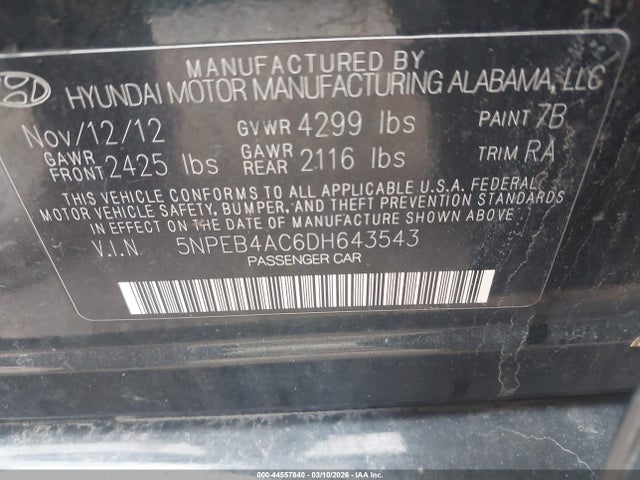 MANUFACTURED BY
HYUNDAI MOTOR MANUFACTURING ALABAMA, LLC
Nov/12/12 GVWR 4299 lbs PAINT 7B
GAWR FRONT 2425 lbs GAWR REAR 2116 lbs TRIM RA
THIS VEHICLE CONFORMS TO ALL APPLICABLE U.S.A. FEDERAL
MOTOR VEHICLE SAFETY, BUMPER, AND THEFT PREVENTION STANDARDS
IN EFFECT ON THE DATE OF MANUFACTURE SHOWN ABOVE.
V.I.N. 5NPEB4AC6DH643543
PASSENGER CAR
000-44557840 - 03/10/2026 - IAAI, Inc.